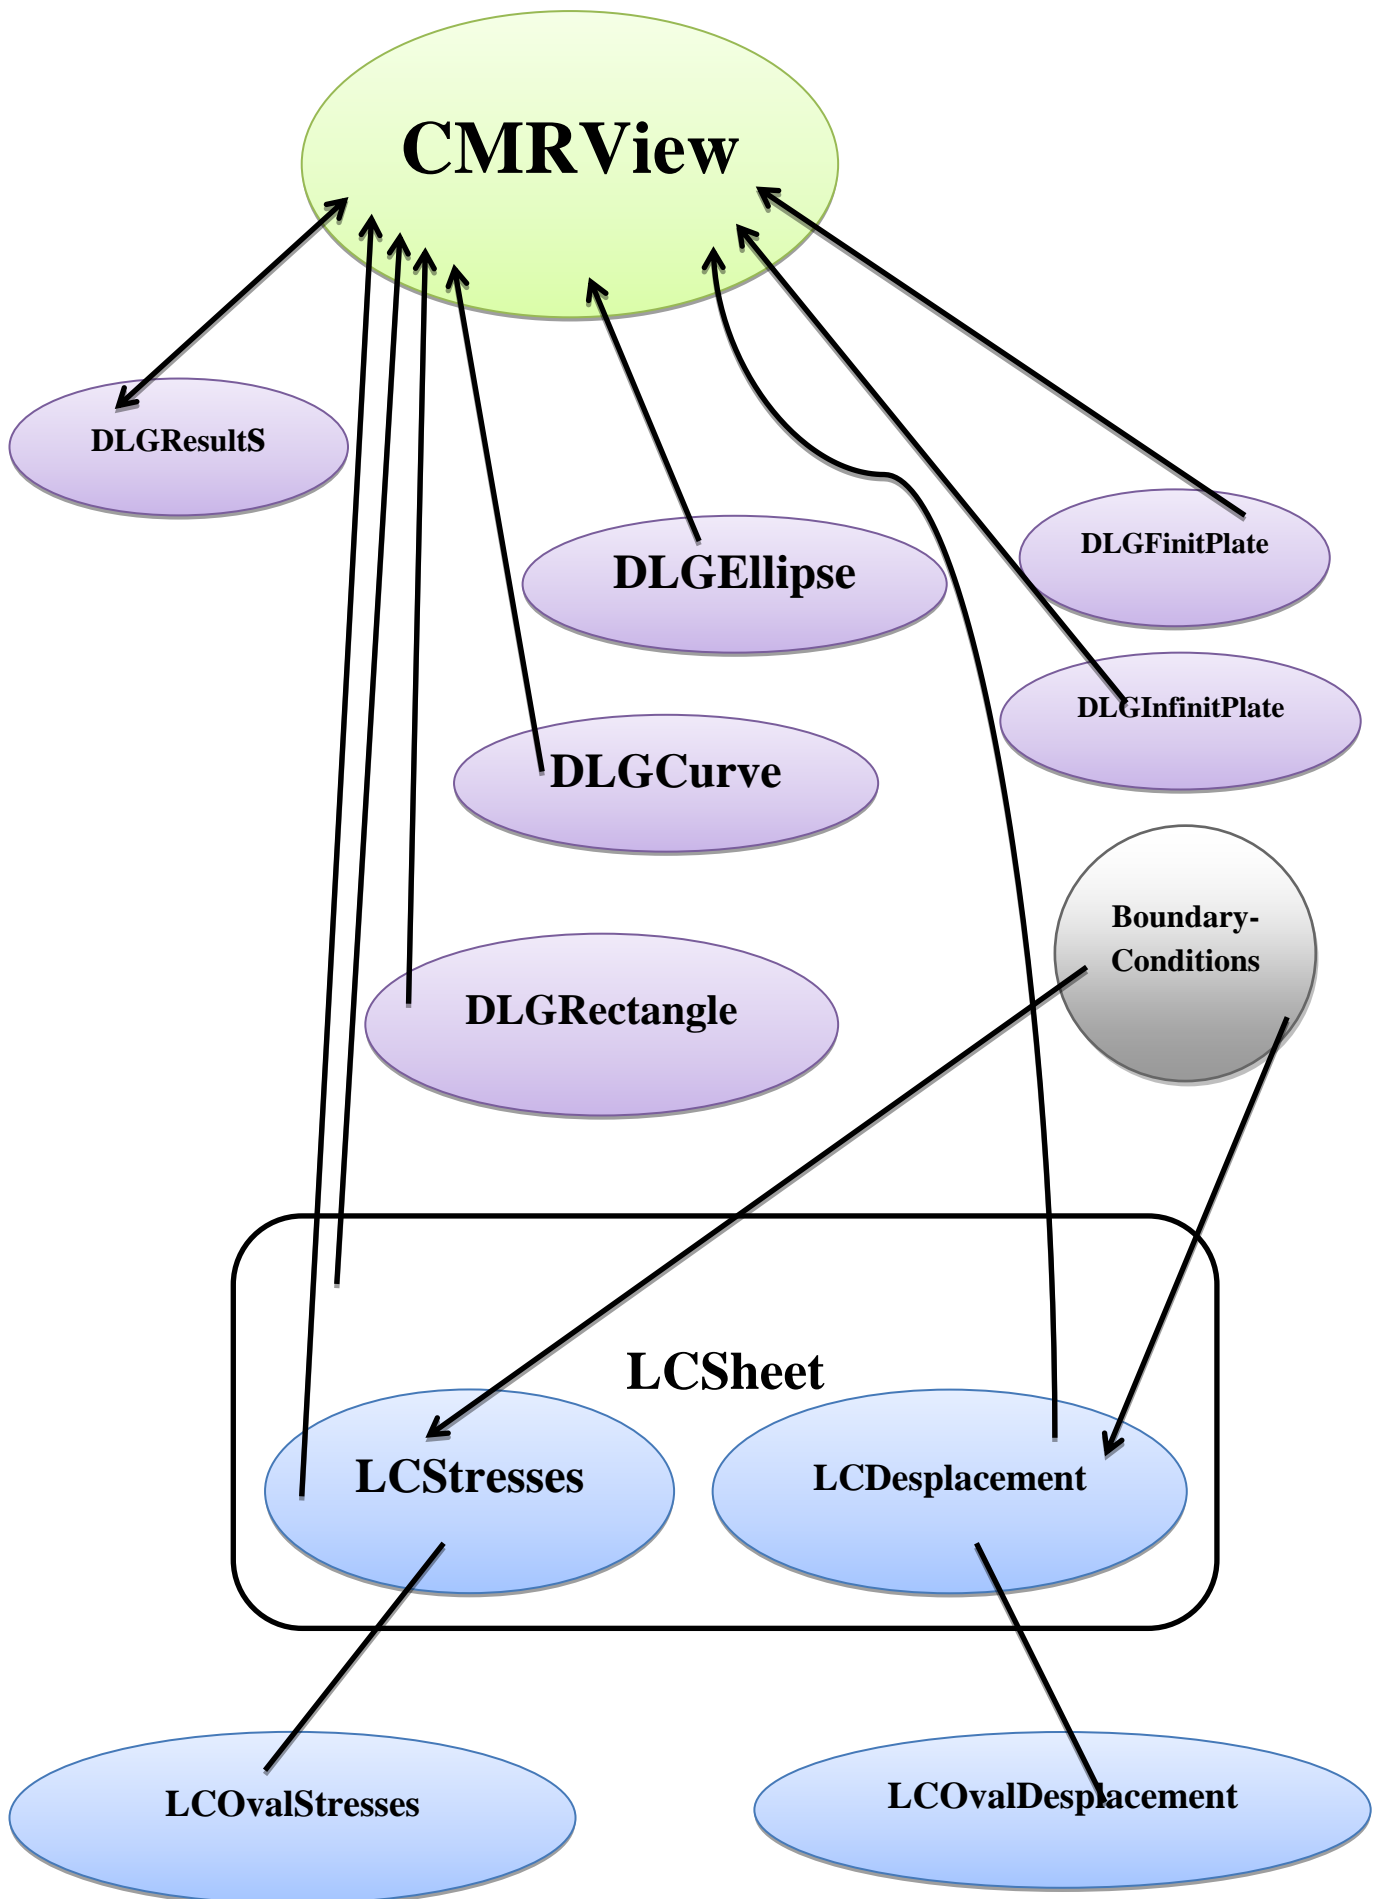 CMRView
DLGResultS
DLGEllipse
DLGFinitPlate
DLGInfinitPlate
DLGCurve
Boundary-
Conditions
DLGRectangle
LCSheet
LCStresses
LCDesplacement
LCOvalStresses
LCOvalDesplacement